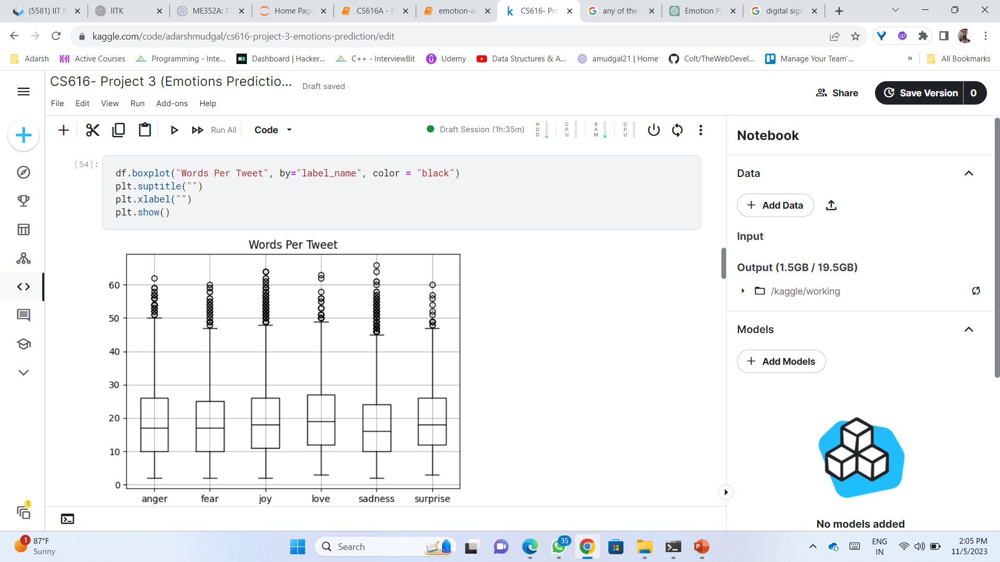 (5581) IIT K
IITK
ME352A: T
Home Page
CS616A - P
emotion-a
CS616- Pro
any of the
Emotion P
digital sign
kaggle.com/code/adarshmudgal/cs616-project-3-emotions-prediction/edit
Adarsh
Active Courses
Programming - Inte...
Dashboard | Hacker...
C++ - InterviewBit
Udemy
Data Structures & A...
amudgal21 | Home
Colt/TheWebDevel...
Manage Your Team'...
»
All Bookmarks
CS616- Project 3 (Emotions Predictio...
Draft saved
File
Edit
View
Run
Add-ons
Help
Share
Save Version
0
Run All
Code
Draft Session (1h:35m)
HDD
CPU
RAM
GPU
[54]:
df.boxplot("Words Per Tweet", by="label_name", color = "black")
plt.suptitle("")
plt.xlabel("")
plt.show()
Words Per Tweet
60
50
40
30
20
10
0
anger
fear
joy
love
sadness
surprise
Notebook
Data
+ Add Data
Input
Output (1.5GB / 19.5GB)
/kaggle/working
Models
+ Add Models
No models added
1
1
87°F
Sunny
Search
35
ENG
IN
2:05 PM
11/5/2023